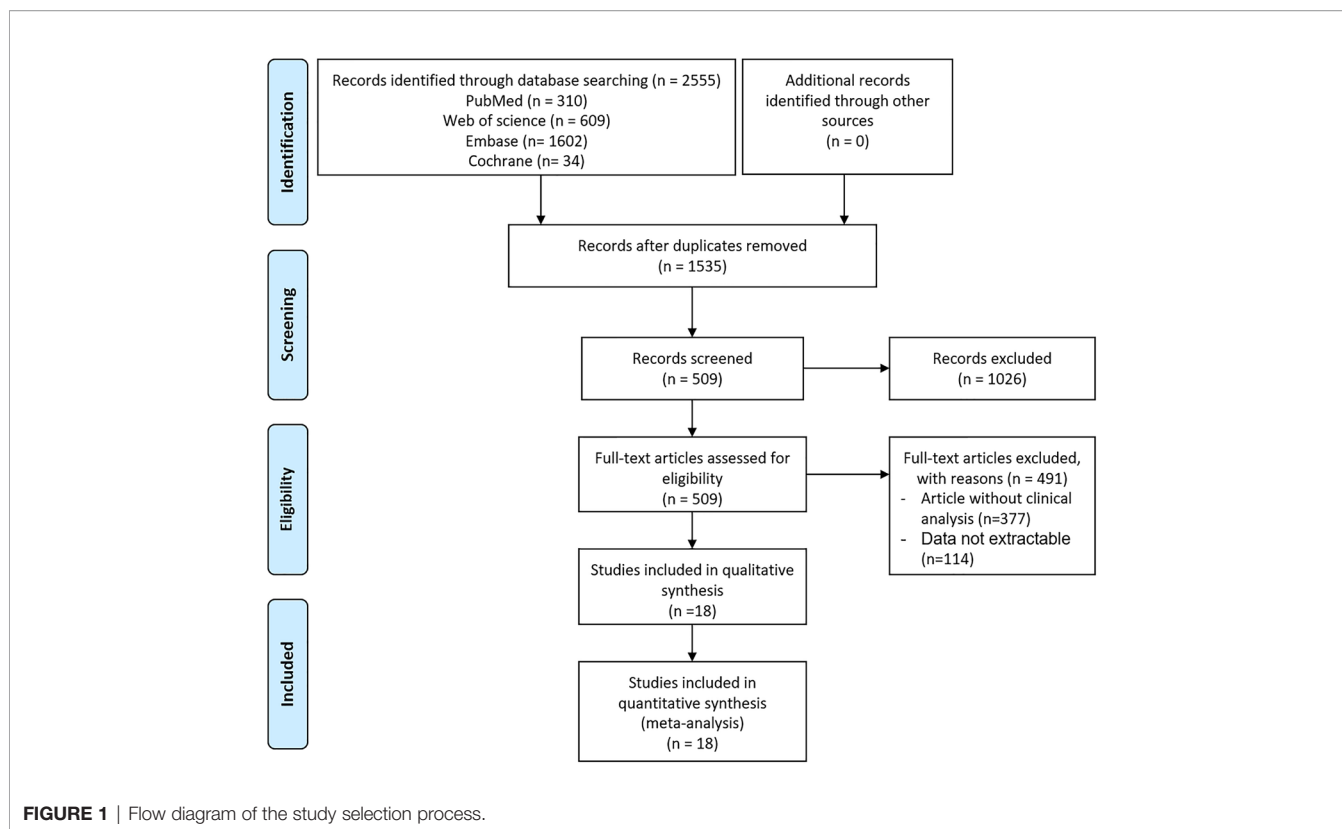 Identification
Records identified through database searching (n = 2555)
PubMed (n = 310)
Web of science (n = 609)
Embase (n= 1602)
Cochrane (n= 34)
Additional records
identified through other
sources
(n = 0)
Records after duplicates removed
(n = 1535)
Screening
Records screened
(n = 509)
Records excluded
(n = 1026)
Eligibility
Full-text articles assessed for
eligibility
(n = 509)
Full-text articles excluded,
with reasons (n = 491)
- Article without clinical
analysis (n=377)
- Data not extractable
(n=114)
Studies included in qualitative
synthesis
(n =18)
Included
Studies included in
quantitative synthesis
(meta-analysis)
(n = 18)
FIGURE 1 | Flow diagram of the study selection process.